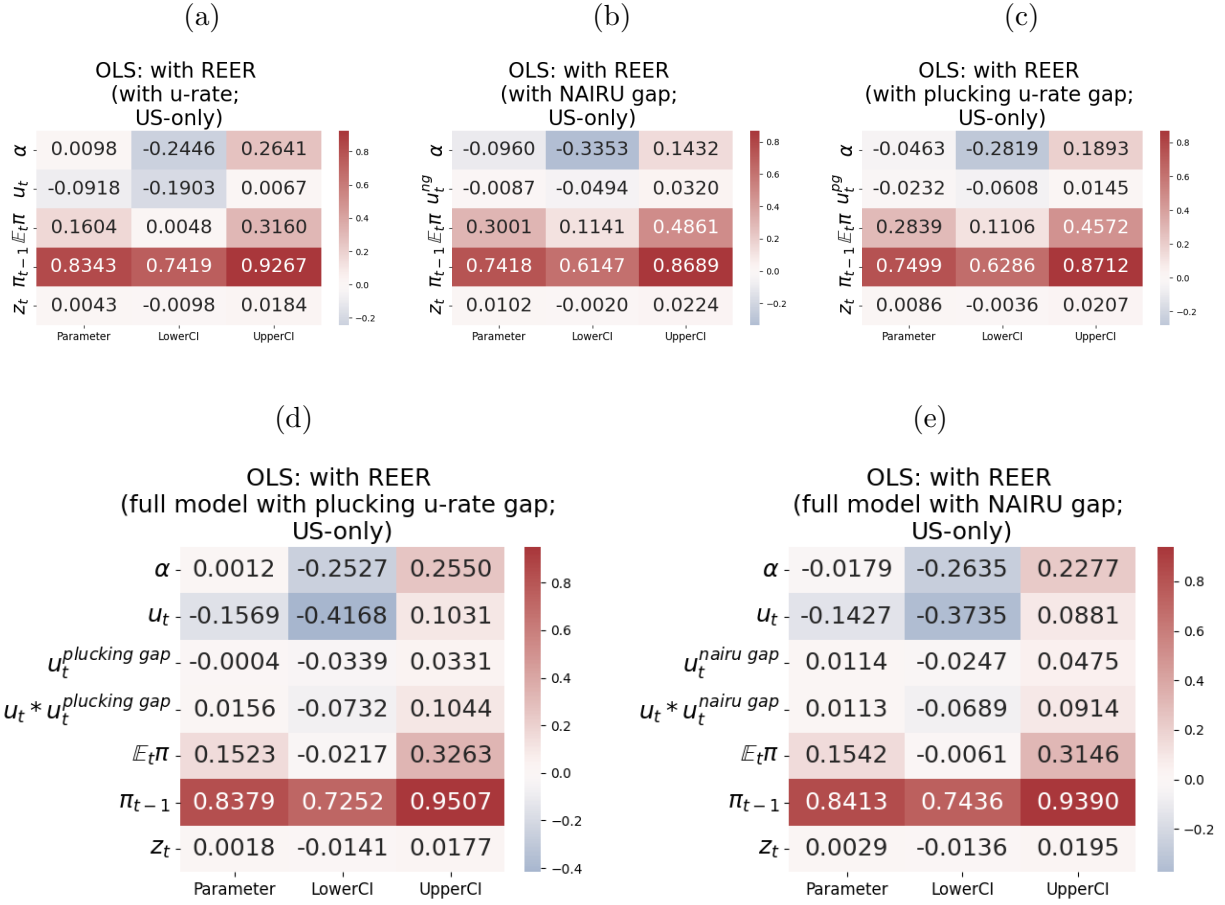 (a)
OLS: with REER
(with u-rate;
US-only)
α 0.0098 -0.2446 0.2641
u_t -0.0918 -0.1903 0.0067
𝔼_tπ 0.1604 0.0048 0.3160
π_{t−1} 0.8343 0.7419 0.9267
z_t 0.0043 -0.0098 0.0184
Parameter LowerCI UpperCI
0.8
0.6
0.4
0.2
0.0
−0.2
(b)
OLS: with REER
(with NAIRU gap;
US-only)
α -0.0960 -0.3353 0.1432
u_t^{ng} -0.0087 -0.0494 0.0320
𝔼_tπ 0.3001 0.1141 0.4861
π_{t−1} 0.7418 0.6147 0.8689
z_t 0.0102 -0.0020 0.0224
Parameter LowerCI UpperCI
0.8
0.6
0.4
0.2
0.0
−0.2
(c)
OLS: with REER
(with plucking u-rate gap;
US-only)
α -0.0463 -0.2819 0.1893
u_t^{pg} -0.0232 -0.0608 0.0145
𝔼_tπ 0.2839 0.1106 0.4572
π_{t−1} 0.7499 0.6286 0.8712
z_t 0.0086 -0.0036 0.0207
Parameter LowerCI UpperCI
0.8
0.6
0.4
0.2
0.0
−0.2
(d)
OLS: with REER
(full model with plucking u-rate gap;
US-only)
α 0.0012 -0.2527 0.2550
u_t -0.1569 -0.4168 0.1031
u_t^{plucking gap} -0.0004 -0.0339 0.0331
u_t * u_t^{plucking gap} 0.0156 -0.0732 0.1044
𝔼_tπ 0.1523 -0.0217 0.3263
π_{t−1} 0.8379 0.7252 0.9507
z_t 0.0018 -0.0141 0.0177
Parameter LowerCI UpperCI
0.8
0.6
0.4
0.2
0.0
−0.2
−0.4
(e)
OLS: with REER
(full model with NAIRU gap;
US-only)
α -0.0179 -0.2635 0.2277
u_t -0.1427 -0.3735 0.0881
u_t^{nairu gap} 0.0114 -0.0247 0.0475
u_t * u_t^{nairu gap} 0.0113 -0.0689 0.0914
𝔼_tπ 0.1542 -0.0061 0.3146
π_{t−1} 0.8413 0.7436 0.9390
z_t 0.0029 -0.0136 0.0195
Parameter LowerCI UpperCI
0.8
0.6
0.4
0.2
0.0
−0.2